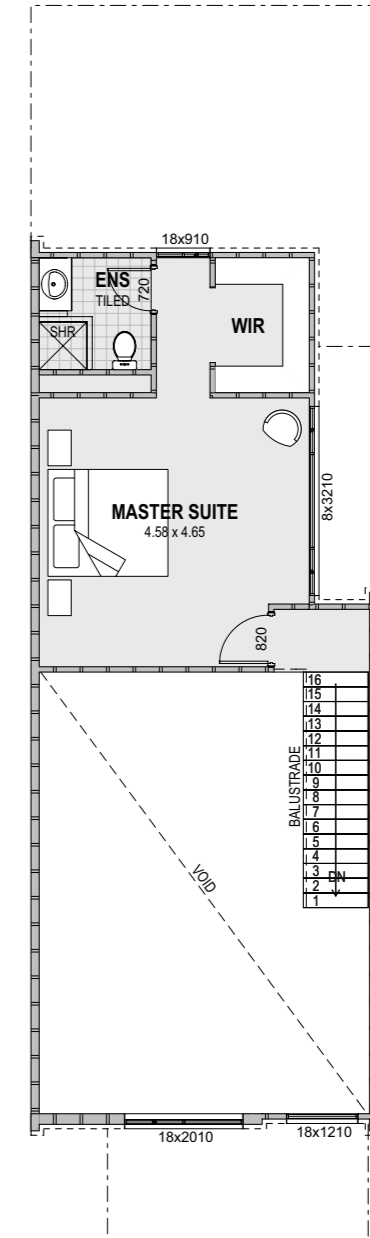 18x910
ENS
TILED
720
SHR
WIR
8x3210
MASTER SUITE
4.58 x 4.65
820
16
15
14
13
12
11
10
9
8
7
6
5
4
3
2
1
DN
BALUSTRADE
VOID
18x2010
18x1210